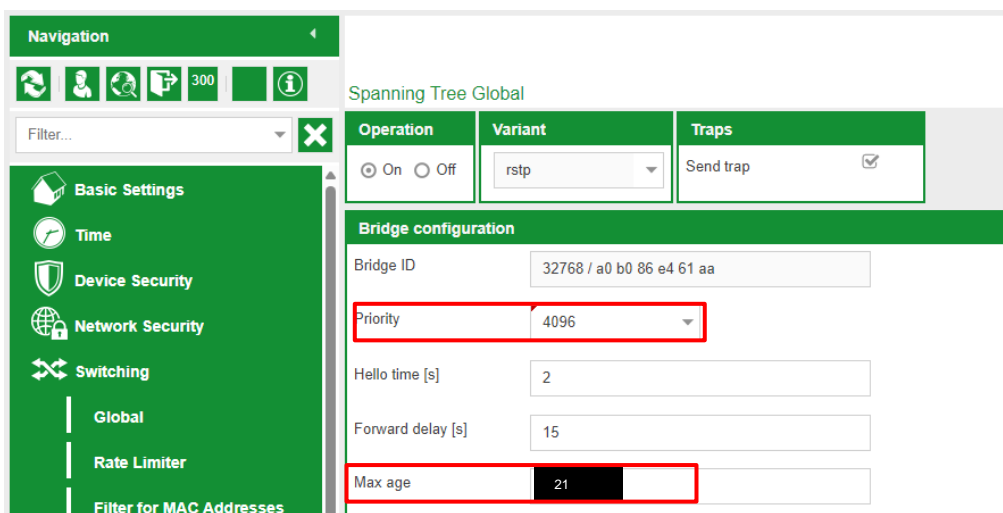 Navigation
300
Filter...
Basic Settings
Time
Device Security
Network Security
Switching
Global
Rate Limiter
Filter for MAC Addresses
Spanning Tree Global
Operation
On Off
Variant
rstp
Traps
Send trap
Bridge configuration
Bridge ID 32768 / a0 b0 86 e4 61 aa
Priority 4096
Hello time [s] 2
Forward delay [s] 15
Max age 21